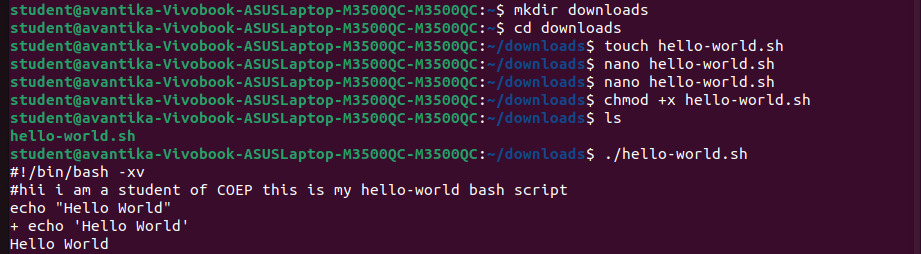 student@avantika-Vivobook-ASUSLaptop-M3500QC-M3500QC:~$ mkdir downloads
student@avantika-Vivobook-ASUSLaptop-M3500QC-M3500QC:~$ cd downloads
student@avantika-Vivobook-ASUSLaptop-M3500QC-M3500QC:~/downloads$ touch hello-world.sh
student@avantika-Vivobook-ASUSLaptop-M3500QC-M3500QC:~/downloads$ nano hello-world.sh
student@avantika-Vivobook-ASUSLaptop-M3500QC-M3500QC:~/downloads$ nano hello-world.sh
student@avantika-Vivobook-ASUSLaptop-M3500QC-M3500QC:~/downloads$ chmod +x hello-world.sh
student@avantika-Vivobook-ASUSLaptop-M3500QC-M3500QC:~/downloads$ ls
hello-world.sh
student@avantika-Vivobook-ASUSLaptop-M3500QC-M3500QC:~/downloads$ ./hello-world.sh
#!/bin/bash -xv
#hii i am a student of COEP this is my hello-world bash script
echo "Hello World"
+ echo 'Hello World'
Hello World